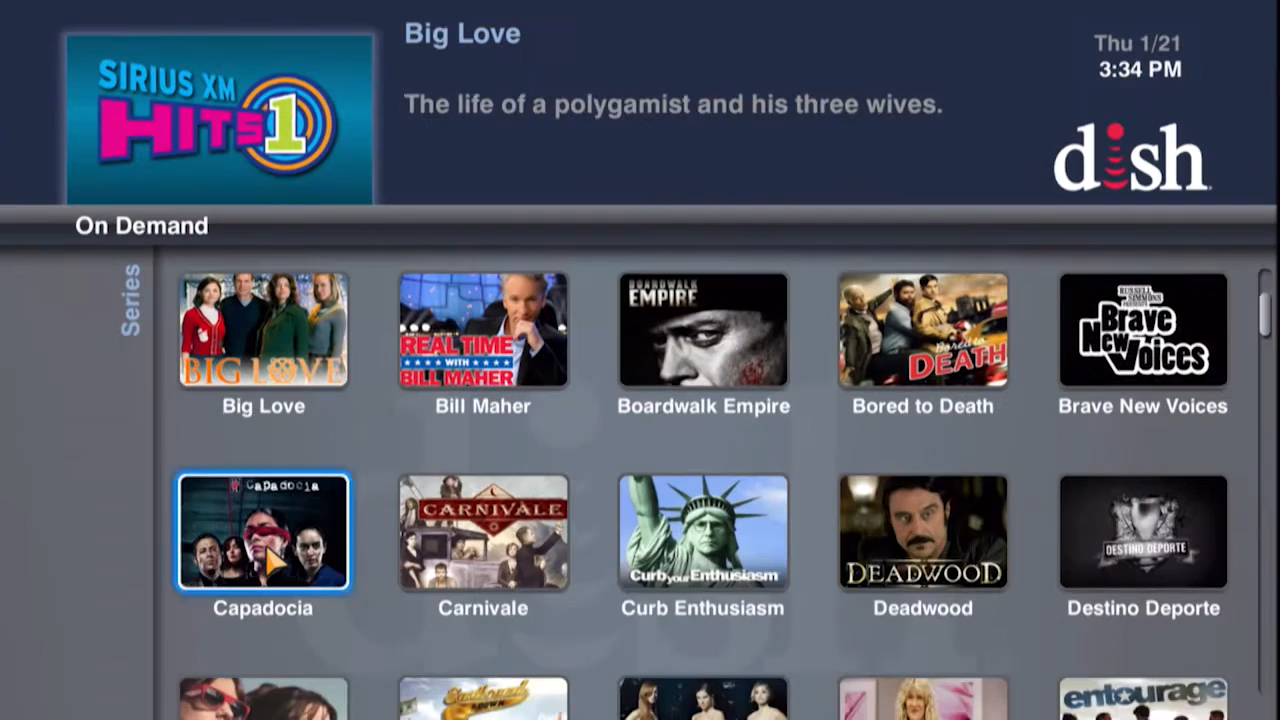 Big Love
Thu 1/21
3:34 PM
SIRIUS XM
HITS 1
The life of a polygamist and his three wives.
dish
On Demand
Series
BIG LOVE
REAL TIME
WITH
BILL MAHER
BOARDWALK
EMPIRE
Bored to
DEATH
RUSSELL
SIMMONS
PRESENTS
Brave
New
Voices
Big Love
Bill Maher
Boardwalk Empire
Bored to Death
Brave New Voices
Capadocia
CARNIVALE
Curb your Enthusiasm
DEADWOOD
DESTINO DEPORTE
Capadocia
Carnivale
Curb Enthusiasm
Deadwood
Destino Deporte
entourage